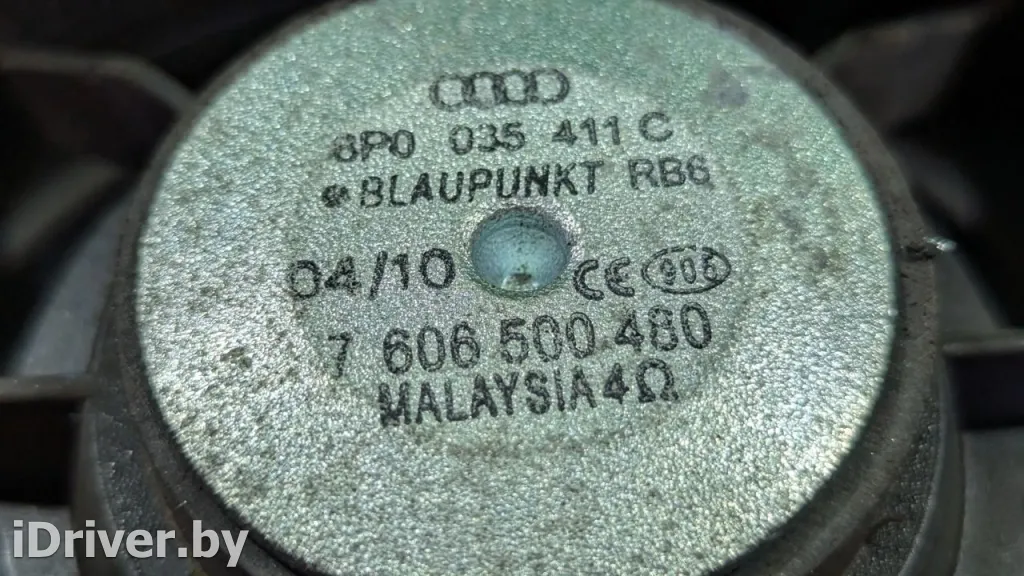 8P0 035 411 C
BLAUPUNKT RB6
04/10 CE 906
7 606 500 480
MALAYSIA 4Ω
iDriver.by